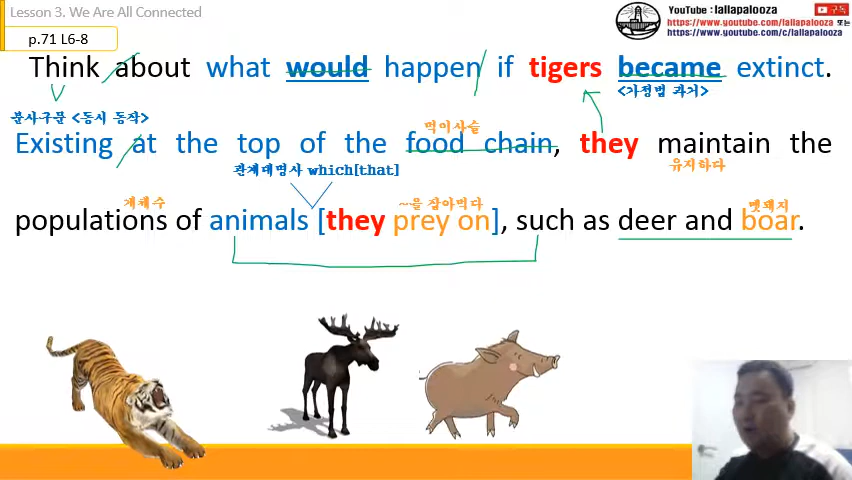 Lesson 3. We Are All Connected
YouTube : lallapalooza 구독
https://www.youtube.com/lallapalooza 또는
https://www.youtube.com/c/lallapalooza
p.71 L6-8
Think about what would happen if tigers became extinct.
분사구문 <동시 동작>
<가정법 과거>
먹이사슬
Existing at the top of the food chain, they maintain the
관계대명사 which[that]
유지하다
개체수
~~을 잡아먹다
멧돼지
populations of animals [they prey on], such as deer and boar.